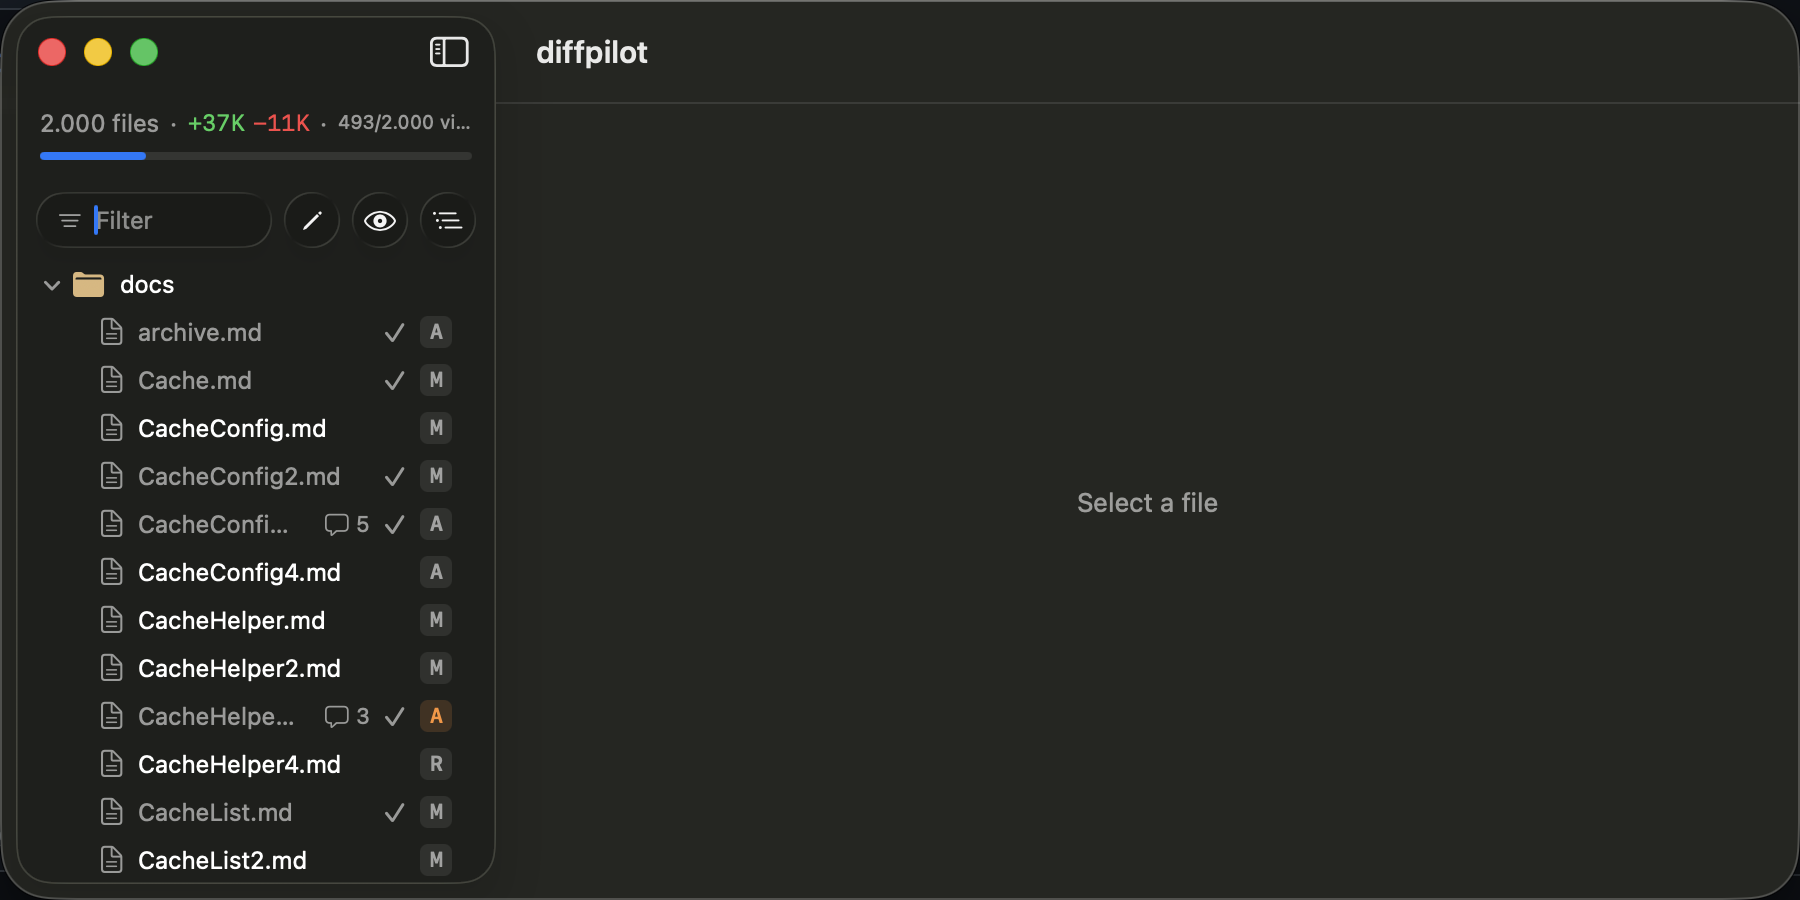 diffpilot
2.000 files · +37K −11K · 493/2.000 vi...
Filter
docs
archive.md A
Cache.md M
CacheConfig.md M
CacheConfig2.md M
CacheConfi... 5 A
CacheConfig4.md A
CacheHelper.md M
CacheHelper2.md M
CacheHelpe... 3 A
CacheHelper4.md R
CacheList.md M
CacheList2.md M
Select a file